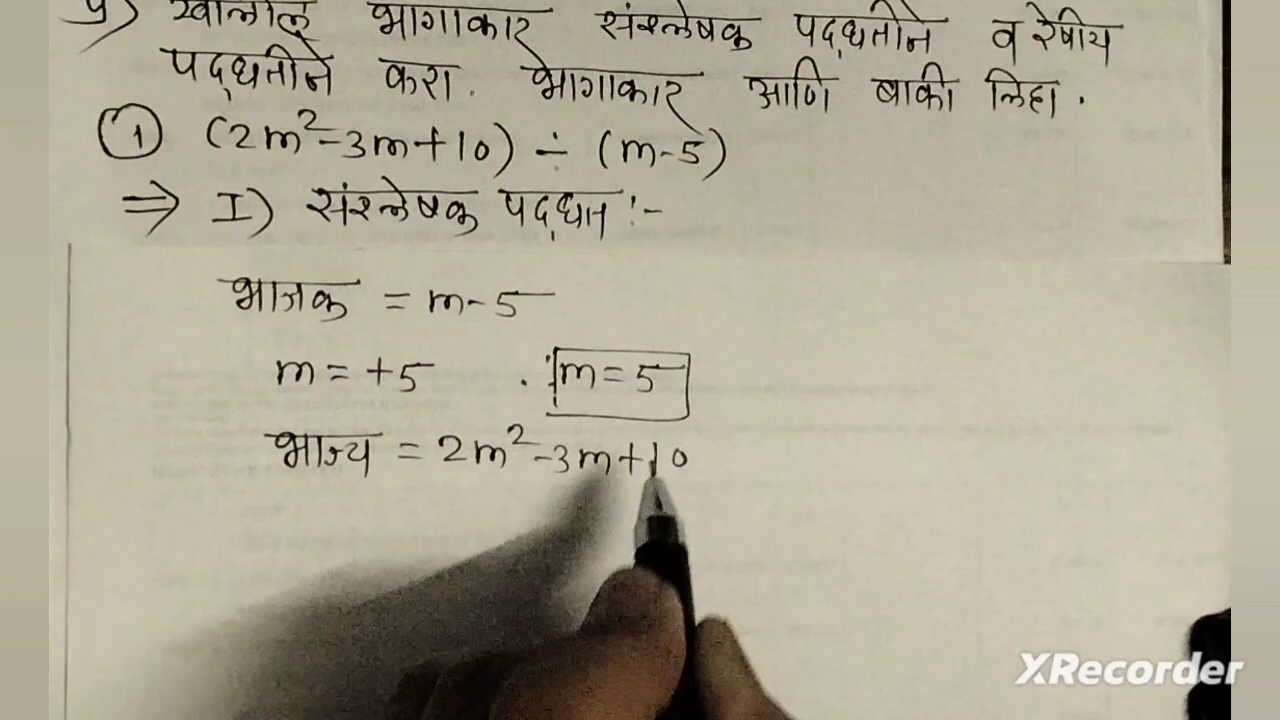 १) खालील भागाकार संश्लेषक पद्धतीने व रेषीय
पद्धतीने करा. भागाकार आणि बाकी लिहा.
① (2m²-3m+10) ÷ (m-5)
⇒ I) संश्लेषक पद्धत :-
भाजक = m-5
m = +5 . m = 5
भाज्य = 2m²-3m+10
XRecorder